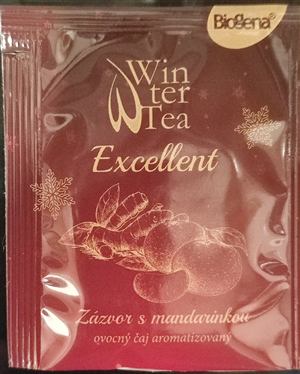 Biogena®
Win
ter
Tea
Excellent
Zázvor s mandarinkou
ovocný čaj aromatizovaný